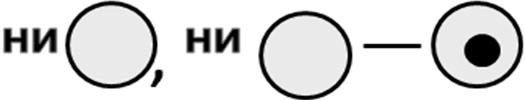 ни , ни —